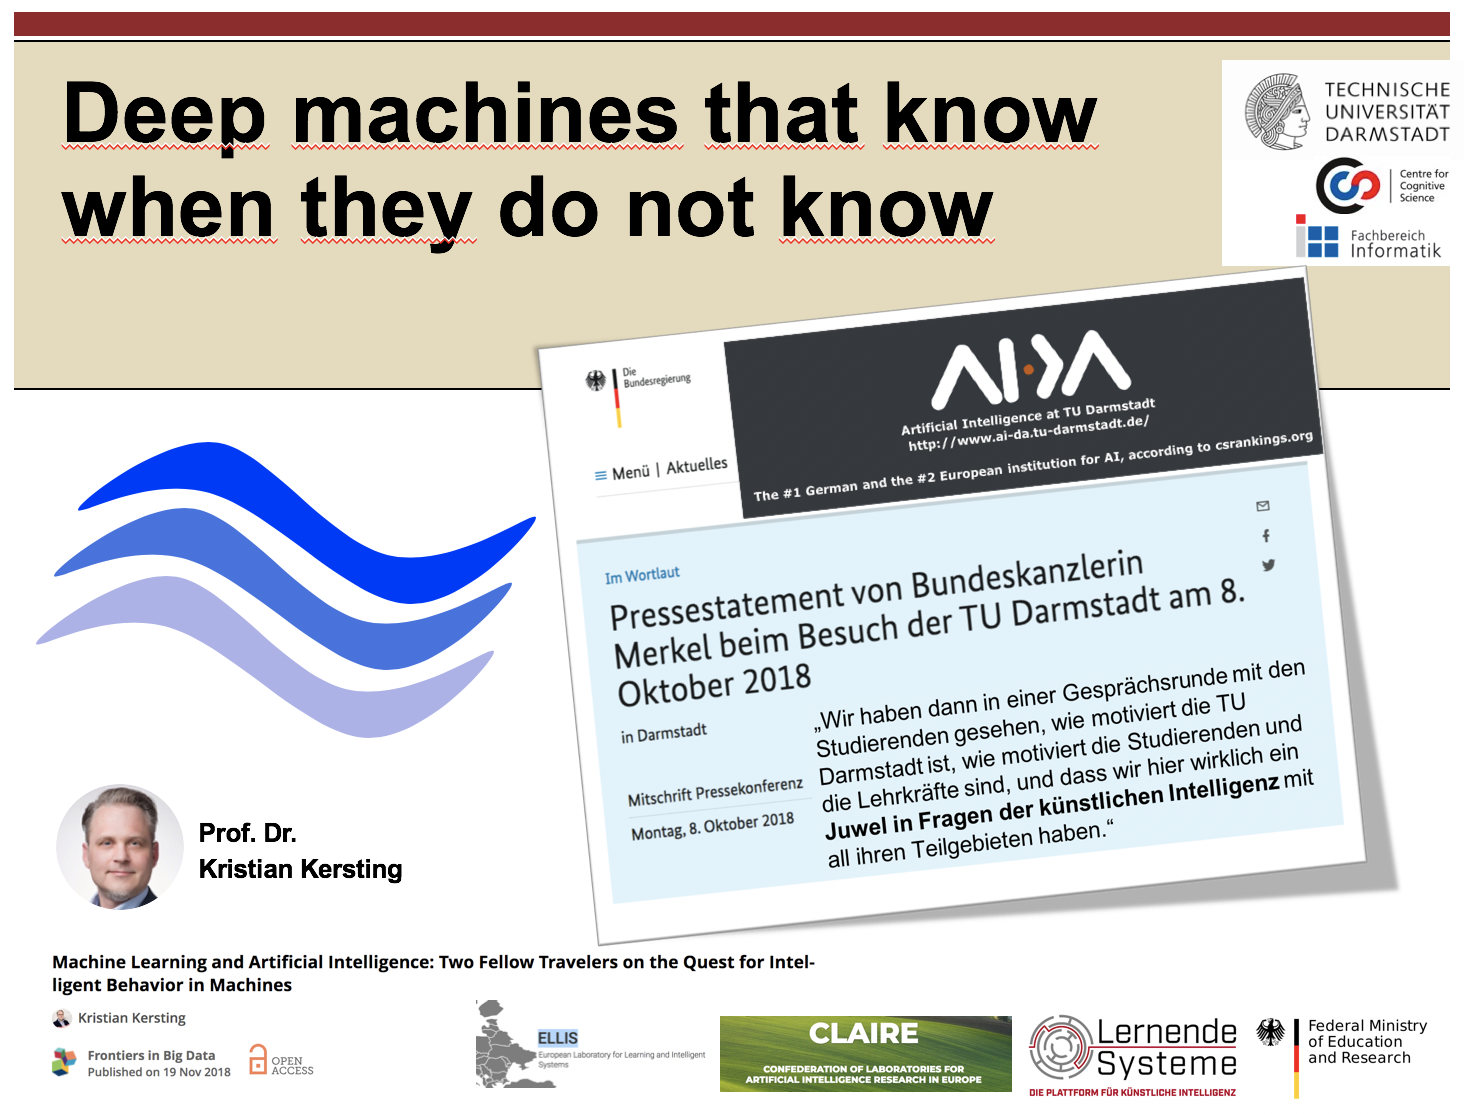 Deep machines that know
when they do not know
TECHNISCHE
UNIVERSITÄT
DARMSTADT
Centre for
Cognitive
Science
Fachbereich
Informatik
Die
Bundesregierung
AI·DA
Artificial Intelligence at TU Darmstadt
http://www.ai-da.tu-darmstadt.de/
The #1 German and the #2 European institution for AI, according to csrankings.org
Menü | Aktuelles
Im Wortlaut
Pressestatement von Bundeskanzlerin
Merkel beim Besuch der TU Darmstadt am 8.
Oktober 2018
in Darmstadt
Mitschrift Pressekonferenz
Montag, 8. Oktober 2018
„Wir haben dann in einer Gesprächsrunde mit den
Studierenden gesehen, wie motiviert die TU
Darmstadt ist, wie motiviert die Studierenden und
die Lehrkräfte sind, und dass wir hier wirklich ein
Juwel in Fragen der künstlichen Intelligenz mit
all ihren Teilgebieten haben.“
Prof. Dr.
Kristian Kersting
Machine Learning and Artificial Intelligence: Two Fellow Travelers on the Quest for Intel-
ligent Behavior in Machines
Kristian Kersting
Frontiers in Big Data
Published on 19 Nov 2018
OPEN
ACCESS
ELLIS
European Laboratory for Learning and Intelligent
Systems
CLAIRE
CONFEDERATION OF LABORATORIES FOR
ARTIFICIAL INTELLIGENCE RESEARCH IN EUROPE
Lernende
Systeme
DIE PLATTFORM FÜR KÜNSTLICHE INTELLIGENZ
Federal Ministry
of Education
and Research